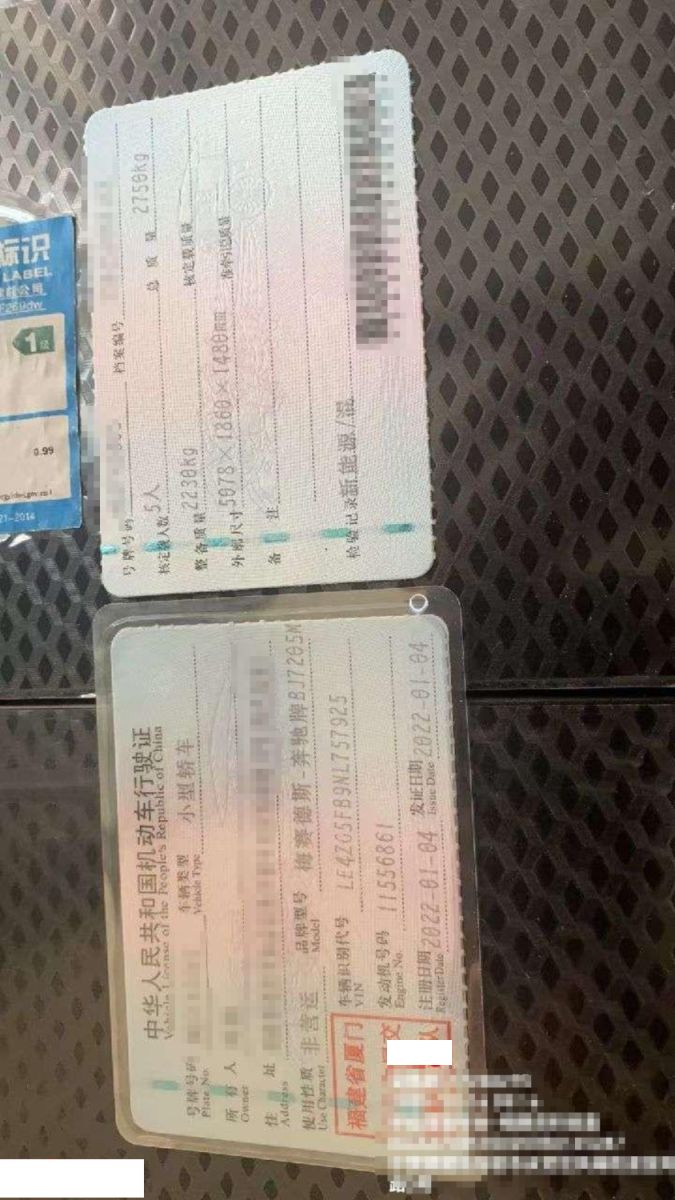 标识
LABEL
1级
0.99
21-2014
号牌号码
档案编号
核定载人数 5人
总质量 2750kg
整备质量 2230kg
核定载质量
外廓尺寸 5078×1860×1480mm
准牵引总质量
备注
检验记录 新能源/混
中华人民共和国机动车行驶证
Vehicle License of the People's Republic of China
号牌号码
Plate No.
车辆类型 小型轿车
Vehicle Type
所有人
Owner
住址
Address
使用性质 非营运
Use Character
品牌型号 梅赛德斯-奔驰牌BJ7205M
Model
车辆识别代号 LE4ZG5FB9NL757925
VIN
发动机号码 11556861
Engine No.
注册日期 2022-01-04
Register Date
发证日期 2022-01-04
Issue Date
福建省厦门
交
人
路